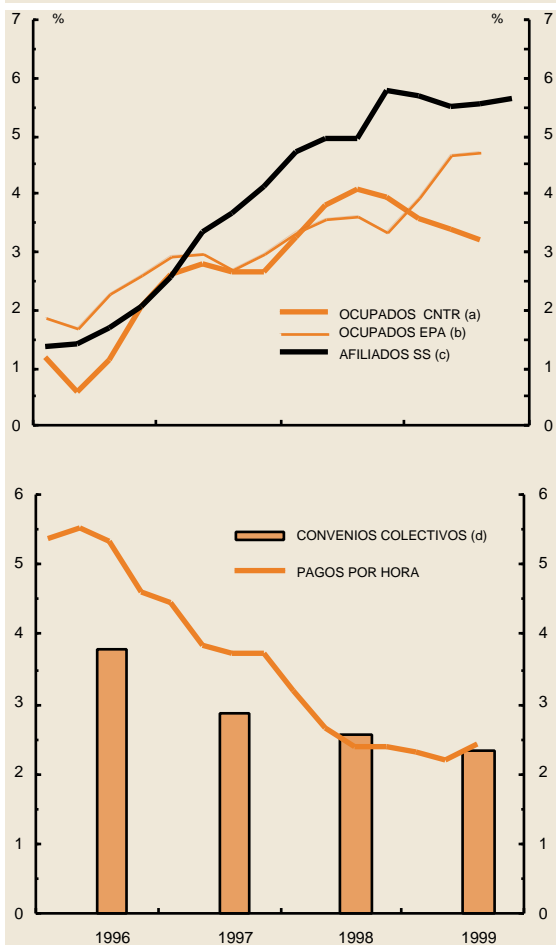 7 % % 7
6 6
5 5
4 4
3 3
OCUPADOS CNTR (a)
2 2
OCUPADOS EPA (b)
AFILIADOS SS (c)
1 1
0 0
6 6
CONVENIOS COLECTIVOS (d)
5 PAGOS POR HORA 5
4 4
3 3
2 2
1 1
0 0
1996 1997 1998 1999